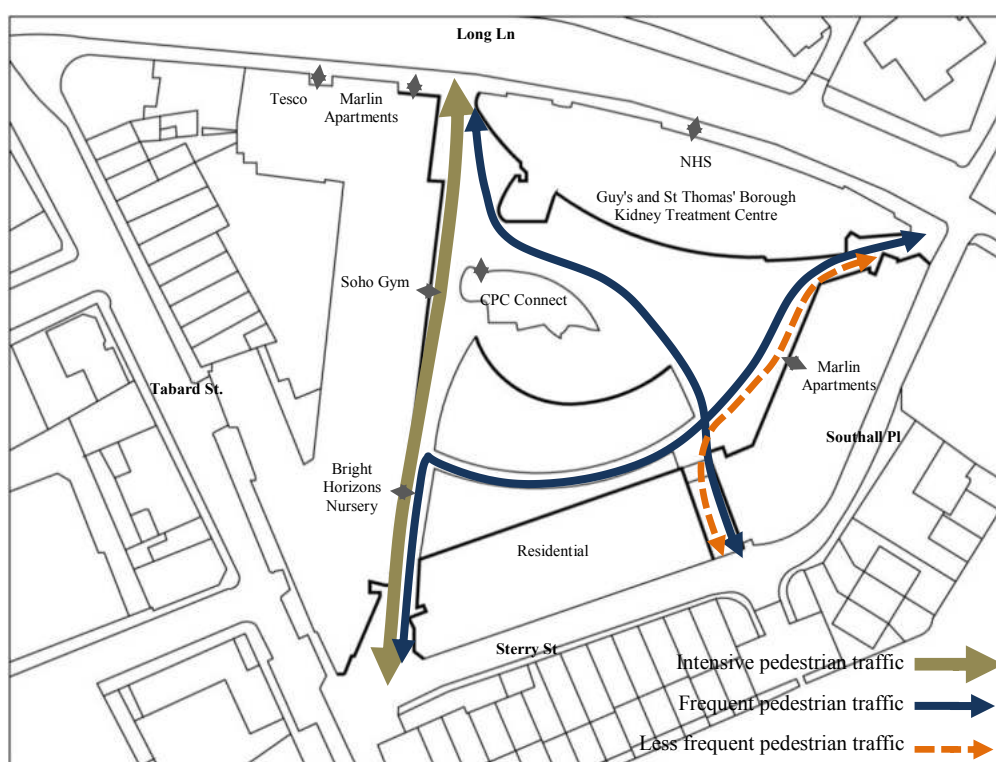 Long Ln
Tesco
Marlin
Apartments
NHS
Guy's and St Thomas' Borough
Kidney Treatment Centre
Soho Gym
CPC Connect
Tabard St.
Marlin
Apartments
Southall Pl
Bright
Horizons
Nursery
Residential
Sterry St
Intensive pedestrian traffic
Frequent pedestrian traffic
Less frequent pedestrian traffic